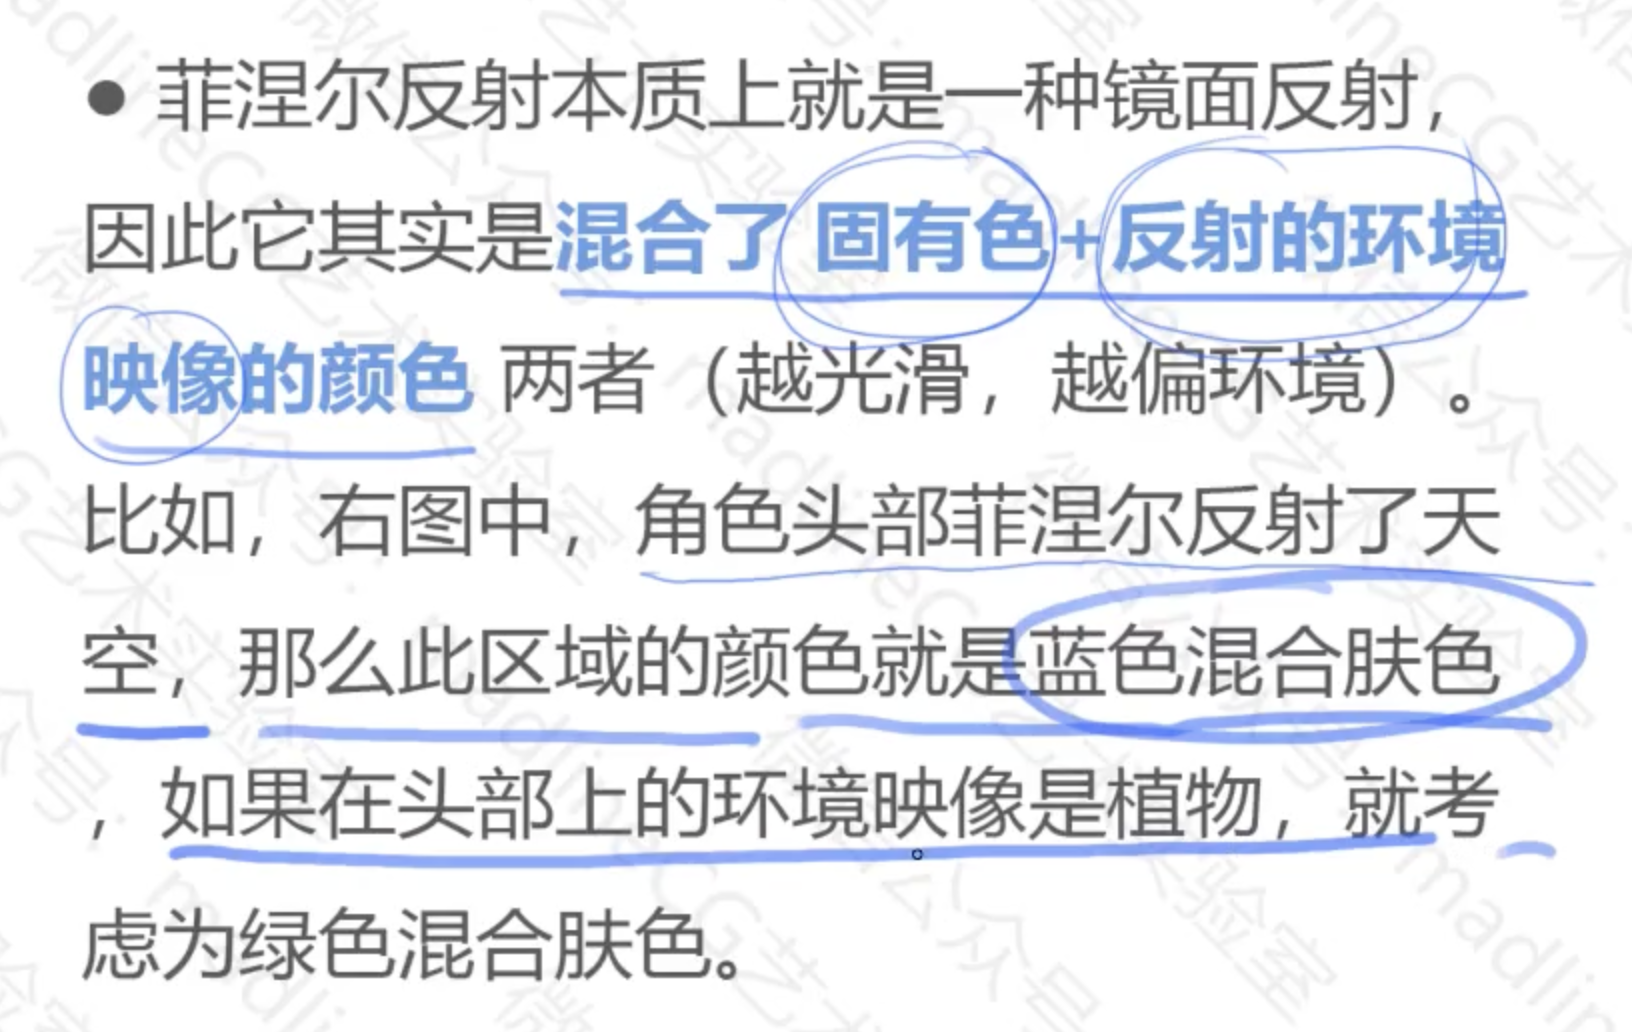 ● 菲涅尔反射本质上就是一种镜面反射，
因此它其实是混合了 固有色+反射的环境
映像的颜色 两者（越光滑，越偏环境）。
比如，右图中，角色头部菲涅尔反射了天
空，那么此区域的颜色就是蓝色混合肤色
，如果在头部上的环境映像是植物，就考
虑为绿色混合肤色。